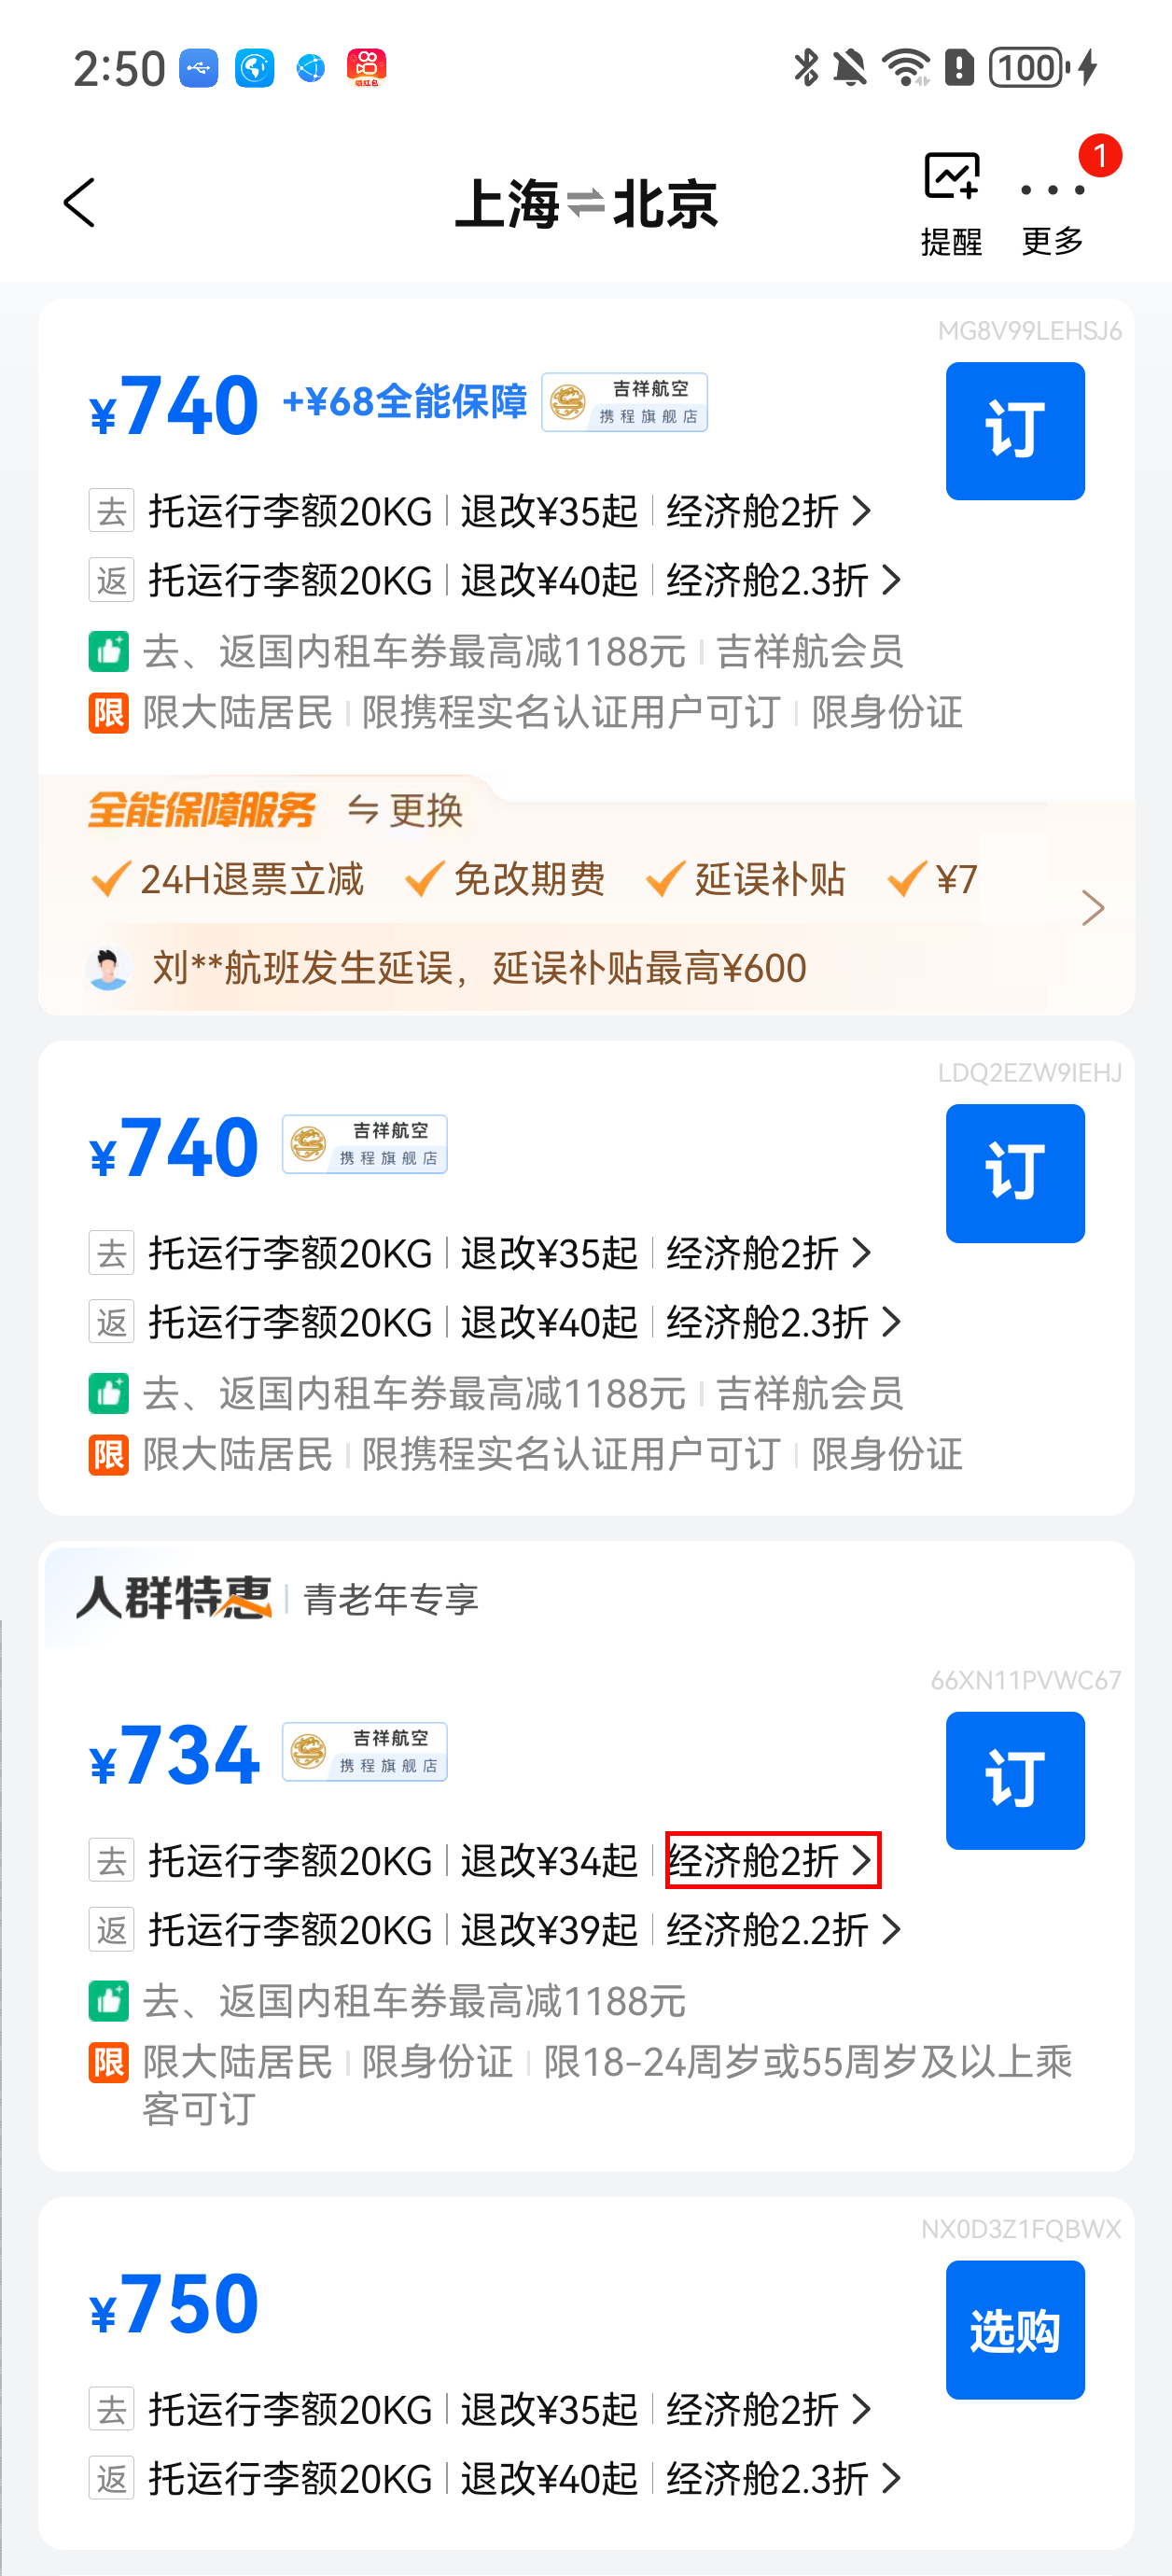 2:50
领红包
100
上海⇌北京
提醒
更多
1
MG8V99LEHSJ6
¥740 +¥68全能保障 吉祥航空 携程旗舰店
订
去 托运行李额20KG | 退改¥35起 | 经济舱2折 >
返 托运行李额20KG | 退改¥40起 | 经济舱2.3折 >
去、返国内租车券最高减1188元 | 吉祥航会员
限 限大陆居民 | 限携程实名认证用户可订 | 限身份证
全能保障服务 ⇋更换
24H退票立减 免改期费 延误补贴 ¥7
刘**航班发生延误，延误补贴最高¥600
LDQ2EZW9IEHJ
¥740 吉祥航空 携程旗舰店
订
去 托运行李额20KG | 退改¥35起 | 经济舱2折 >
返 托运行李额20KG | 退改¥40起 | 经济舱2.3折 >
去、返国内租车券最高减1188元 | 吉祥航会员
限 限大陆居民 | 限携程实名认证用户可订 | 限身份证
人群特惠 | 青老年专享
66XN11PVWC67
¥734 吉祥航空 携程旗舰店
订
去 托运行李额20KG | 退改¥34起 | 经济舱2折 >
返 托运行李额20KG | 退改¥39起 | 经济舱2.2折 >
去、返国内租车券最高减1188元
限 限大陆居民 | 限身份证 | 限18-24周岁或55周岁及以上乘
客可订
NX0D3Z1FQBWX
¥750
选购
去 托运行李额20KG | 退改¥35起 | 经济舱2折 >
返 托运行李额20KG | 退改¥40起 | 经济舱2.3折 >